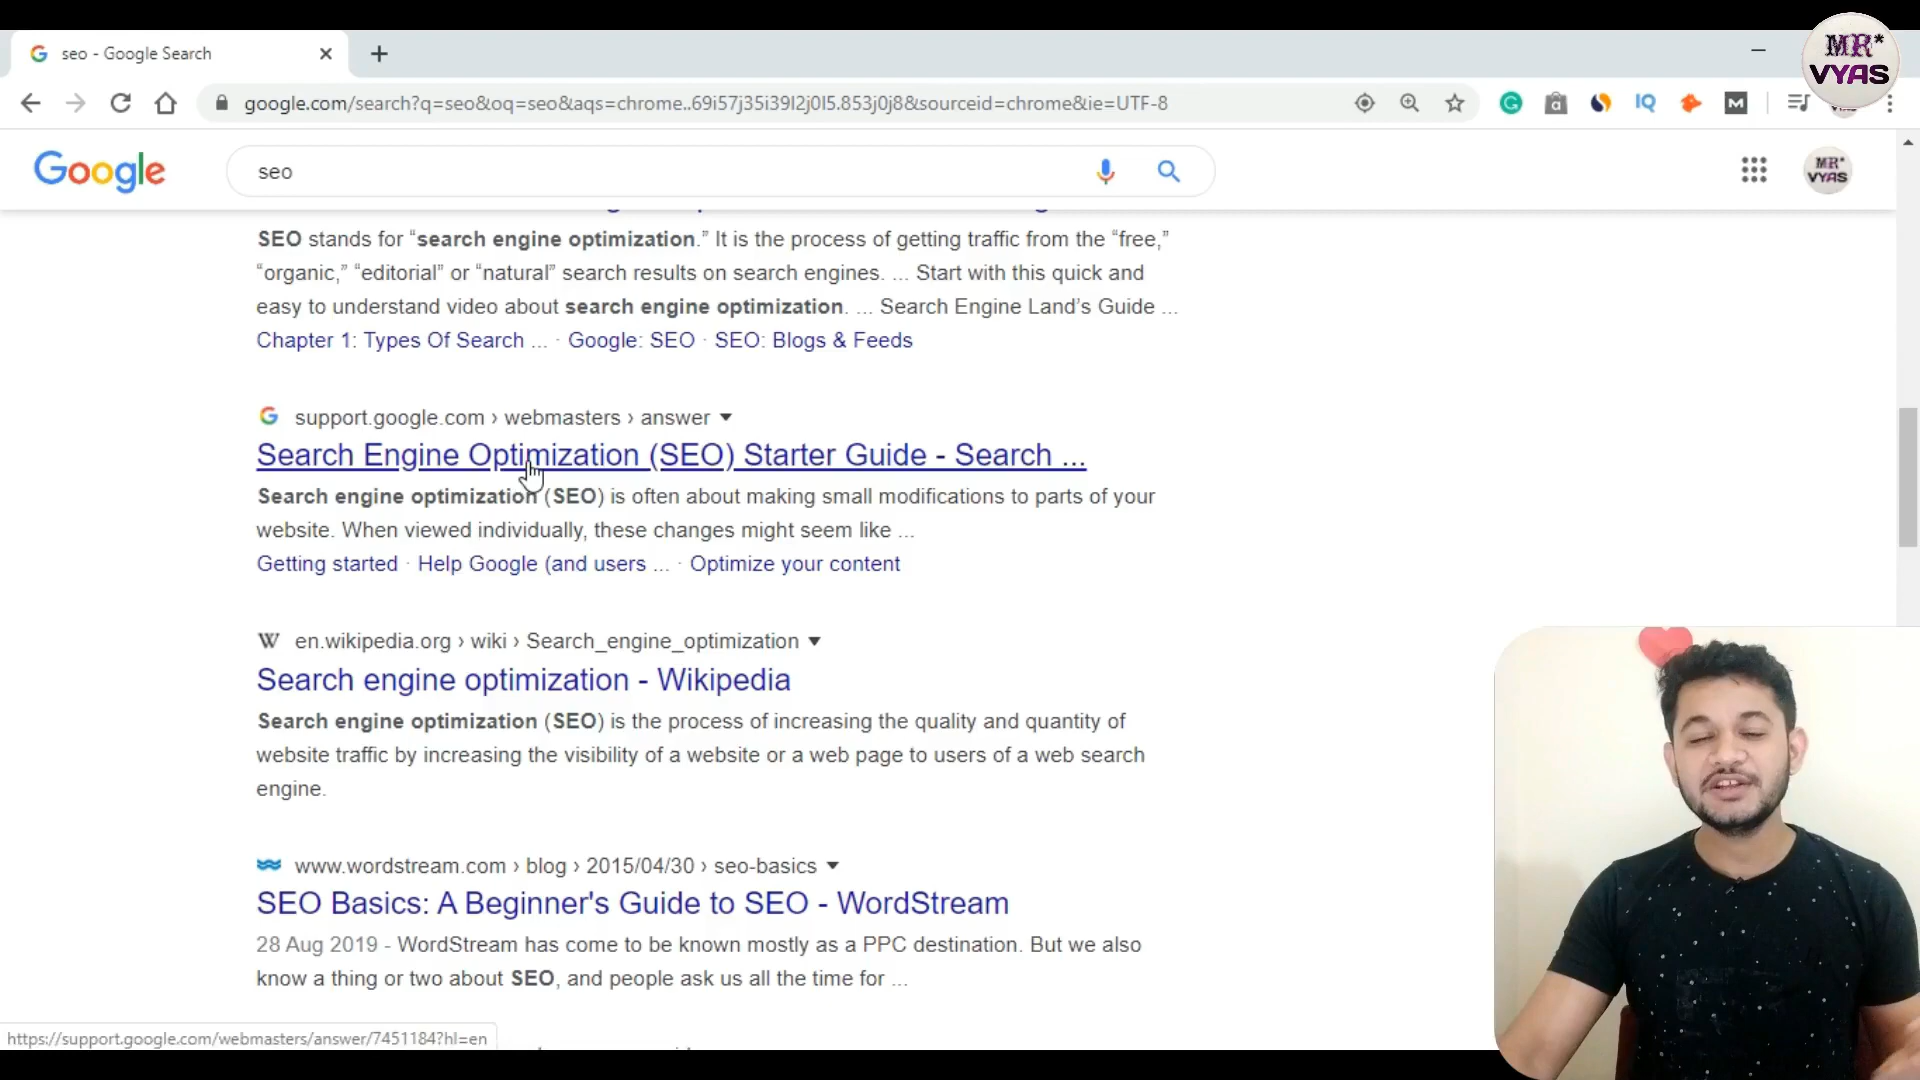 seo - Google Search
MR*
VYAS
google.com/search?q=seo&oq=seo&aqs=chrome..69i57j35i39l2j0l5.853j0j8&sourceid=chrome&ie=UTF-8
Google
seo
MR*
VYAS
SEO stands for “search engine optimization.” It is the process of getting traffic from the “free,”
“organic,” “editorial” or “natural” search results on search engines. ... Start with this quick and
easy to understand video about search engine optimization. ... Search Engine Land’s Guide ...
Chapter 1: Types Of Search ... · Google: SEO · SEO: Blogs & Feeds
support.google.com › webmasters › answer
Search Engine Optimization (SEO) Starter Guide - Search ...
Search engine optimization (SEO) is often about making small modifications to parts of your
website. When viewed individually, these changes might seem like ...
Getting started · Help Google (and users ... · Optimize your content
W en.wikipedia.org › wiki › Search_engine_optimization
Search engine optimization - Wikipedia
Search engine optimization (SEO) is the process of increasing the quality and quantity of
website traffic by increasing the visibility of a website or a web page to users of a web search
engine.
www.wordstream.com › blog › 2015/04/30 › seo-basics
SEO Basics: A Beginner's Guide to SEO - WordStream
28 Aug 2019 - WordStream has come to be known mostly as a PPC destination. But we also
know a thing or two about SEO, and people ask us all the time for ...
https://support.google.com/webmasters/answer/7451184?hl=en